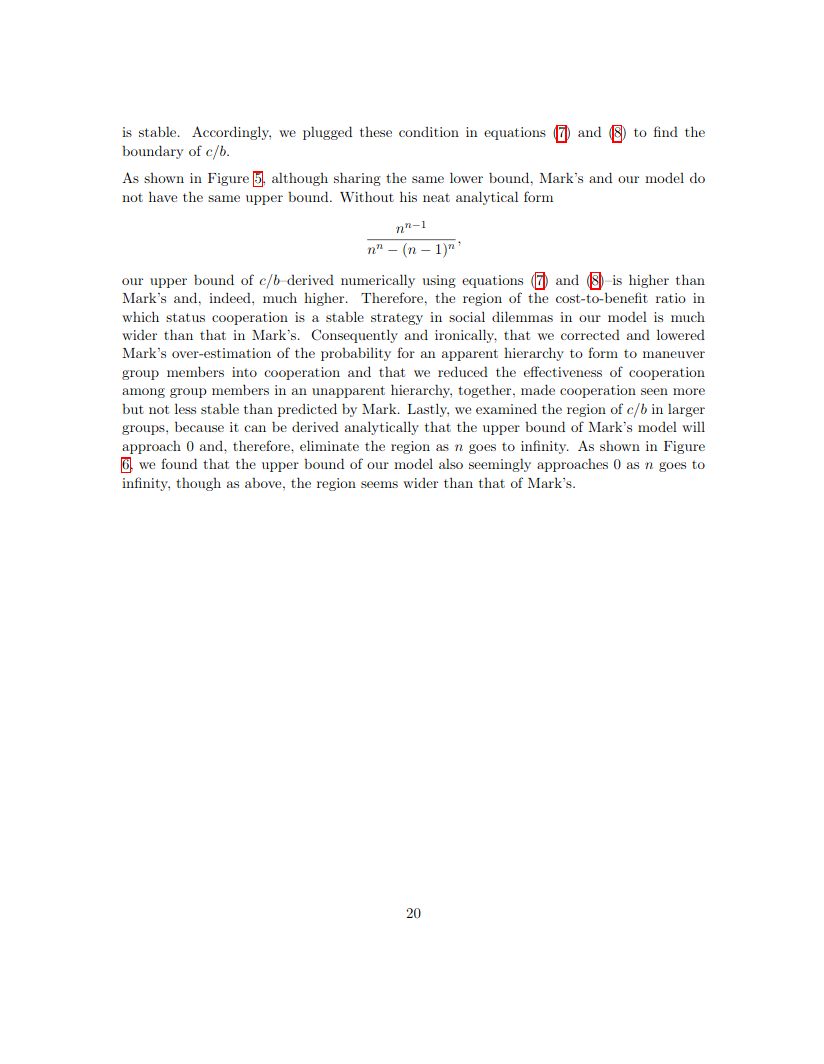 is stable. Accordingly, we plugged these condition in equations (7) and (8) to find the
boundary of c/b.
As shown in Figure 5, although sharing the same lower bound, Mark's and our model do
not have the same upper bound. Without his neat analytical form
n^{n−1}
n^n − (n − 1)^n ,
our upper bound of c/b–derived numerically using equations (7) and (8)–is higher than
Mark's and, indeed, much higher. Therefore, the region of the cost-to-benefit ratio in
which status cooperation is a stable strategy in social dilemmas in our model is much
wider than that in Mark's. Consequently and ironically, that we corrected and lowered
Mark's over-estimation of the probability for an apparent hierarchy to form to maneuver
group members into cooperation and that we reduced the effectiveness of cooperation
among group members in an unapparent hierarchy, together, made cooperation seen more
but not less stable than predicted by Mark. Lastly, we examined the region of c/b in larger
groups, because it can be derived analytically that the upper bound of Mark's model will
approach 0 and, therefore, eliminate the region as n goes to infinity. As shown in Figure
6, we found that the upper bound of our model also seemingly approaches 0 as n goes to
infinity, though as above, the region seems wider than that of Mark's.
20